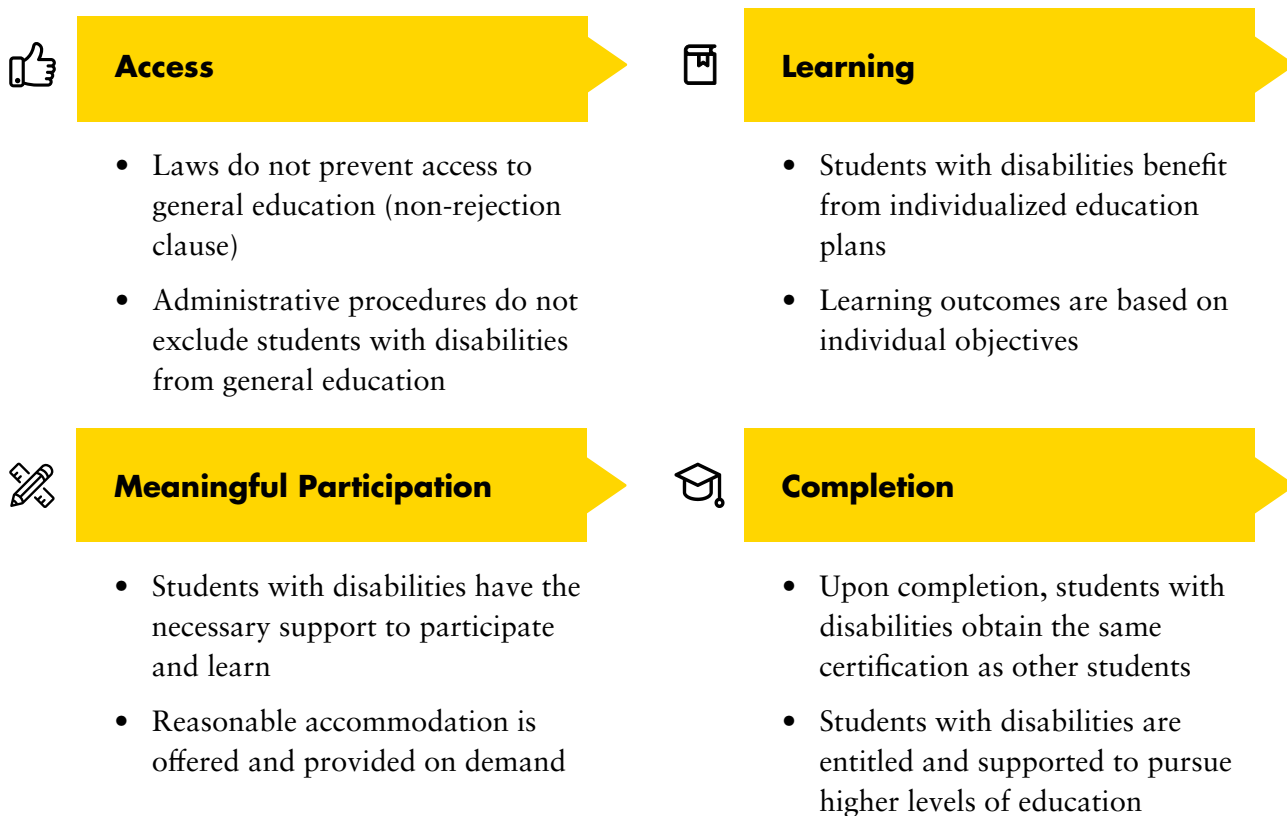 Access
• Laws do not prevent access to
general education (non-rejection
clause)
• Administrative procedures do not
exclude students with disabilities
from general education
Learning
• Students with disabilities benefit
from individualized education
plans
• Learning outcomes are based on
individual objectives
Meaningful Participation
• Students with disabilities have the
necessary support to participate
and learn
• Reasonable accommodation is
offered and provided on demand
Completion
• Upon completion, students with
disabilities obtain the same
certification as other students
• Students with disabilities are
entitled and supported to pursue
higher levels of education